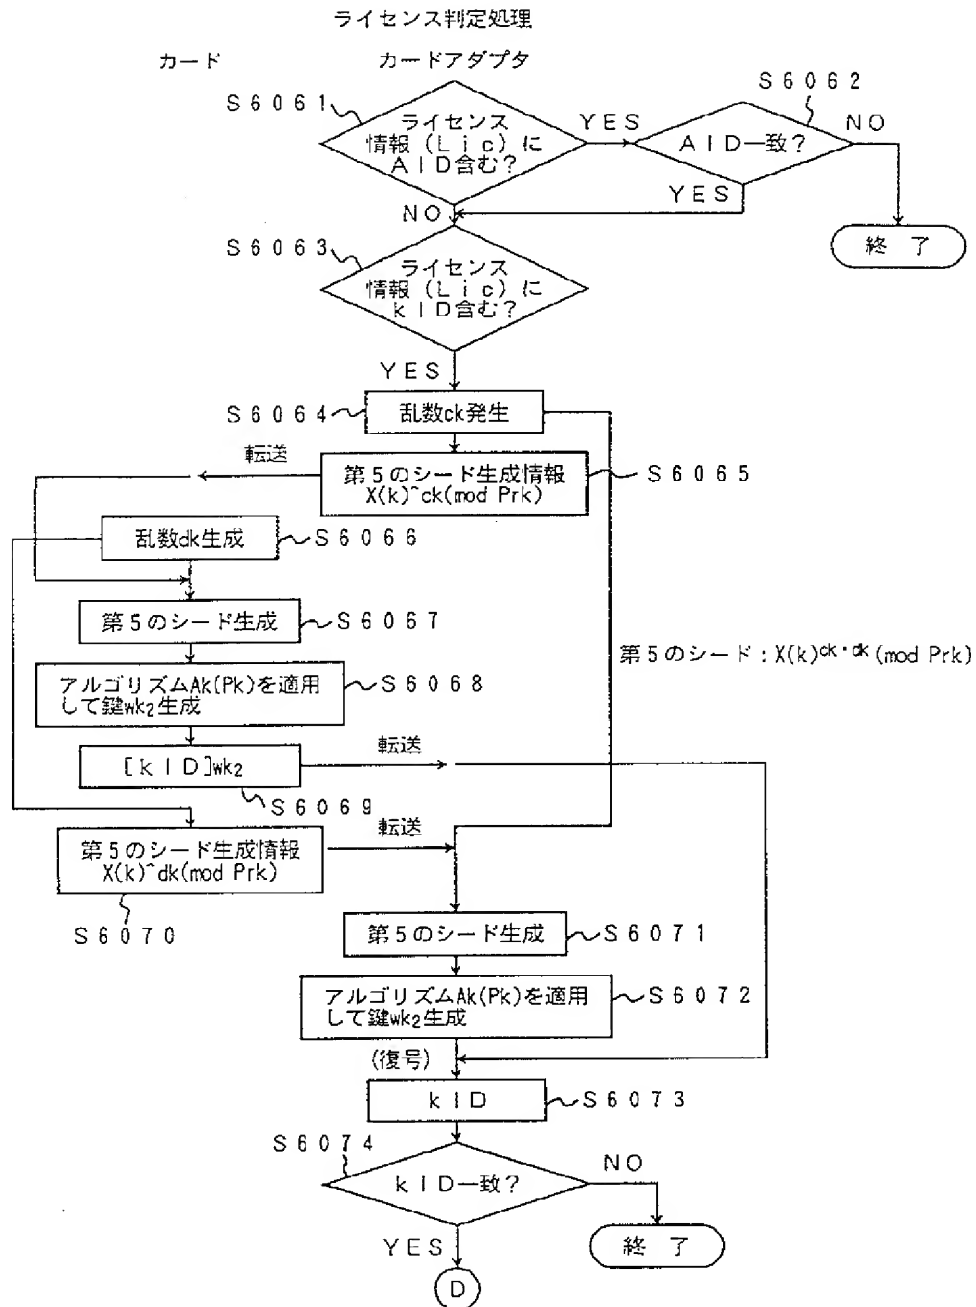 ライセンス判定処理
カード
カードアダプタ
S6061
ライセンス
情報(Lic)に
AID含む?
YES
S6062
AID一致?
NO
YES
NO
終 了
S6063
ライセンス
情報(Lic)に
kID含む?
YES
S6064
乱数ck発生
転送
第5のシード生成情報
X(k)^ck(mod Prk)
S6065
乱数dk生成
S6066
第5のシード生成
S6067
第5のシード:X(k)ck・dk(mod Prk)
アルゴリズムAk(Pk)を適用
して鍵wk2生成
S6068
[kID]wk2
転送
S6069
第5のシード生成情報
X(k)^dk(mod Prk)
転送
S6070
第5のシード生成
S6071
アルゴリズムAk(Pk)を適用
して鍵wk2生成
S6072
(復号)
kID
S6073
S6074
kID一致?
NO
終 了
YES
D